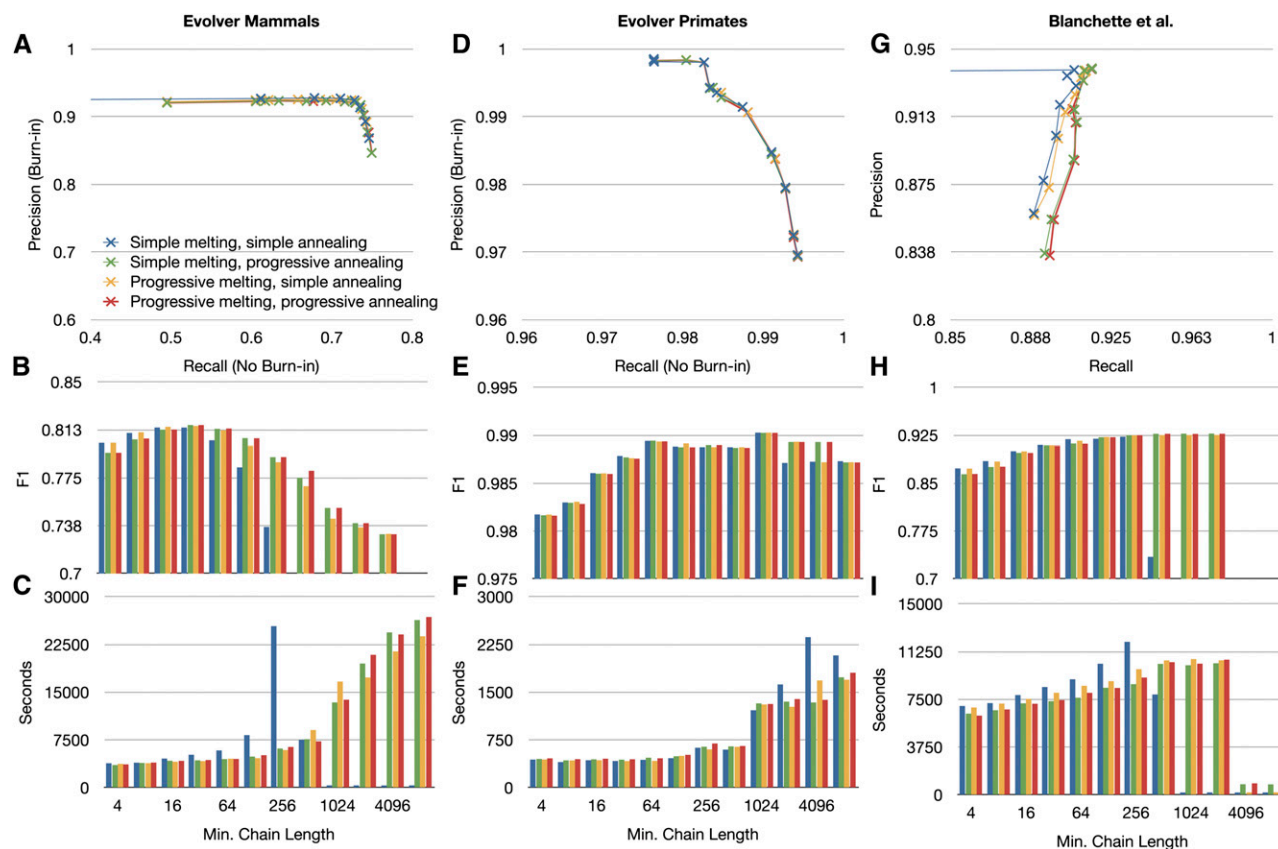 Evolver Mammals
A
1
0.9
0.8
0.7
0.6
Precision (Burn-in)
Simple melting, simple annealing
Simple melting, progressive annealing
Progressive melting, simple annealing
Progressive melting, progressive annealing
0.4
0.5
0.6
0.7
0.8
Recall (No Burn-in)
B
0.85
0.813
0.775
0.738
0.7
F1
C
30000
22500
15000
7500
0
Seconds
4
16
64
256
1024
4096
Min. Chain Length
Evolver Primates
D
1
0.99
0.98
0.97
0.96
Precision (Burn-in)
0.96
0.97
0.98
0.99
1
Recall (No Burn-in)
E
0.995
0.99
0.985
0.98
0.975
F1
F
3000
2250
1500
750
0
Seconds
4
16
64
256
1024
4096
Min. Chain Length
Blanchette et al.
G
0.95
0.913
0.875
0.838
0.8
Precision
0.85
0.888
0.925
0.963
1
Recall
H
1
0.925
0.85
0.775
0.7
F1
I
15000
11250
7500
3750
0
Seconds
4
16
64
256
1024
4096
Min. Chain Length